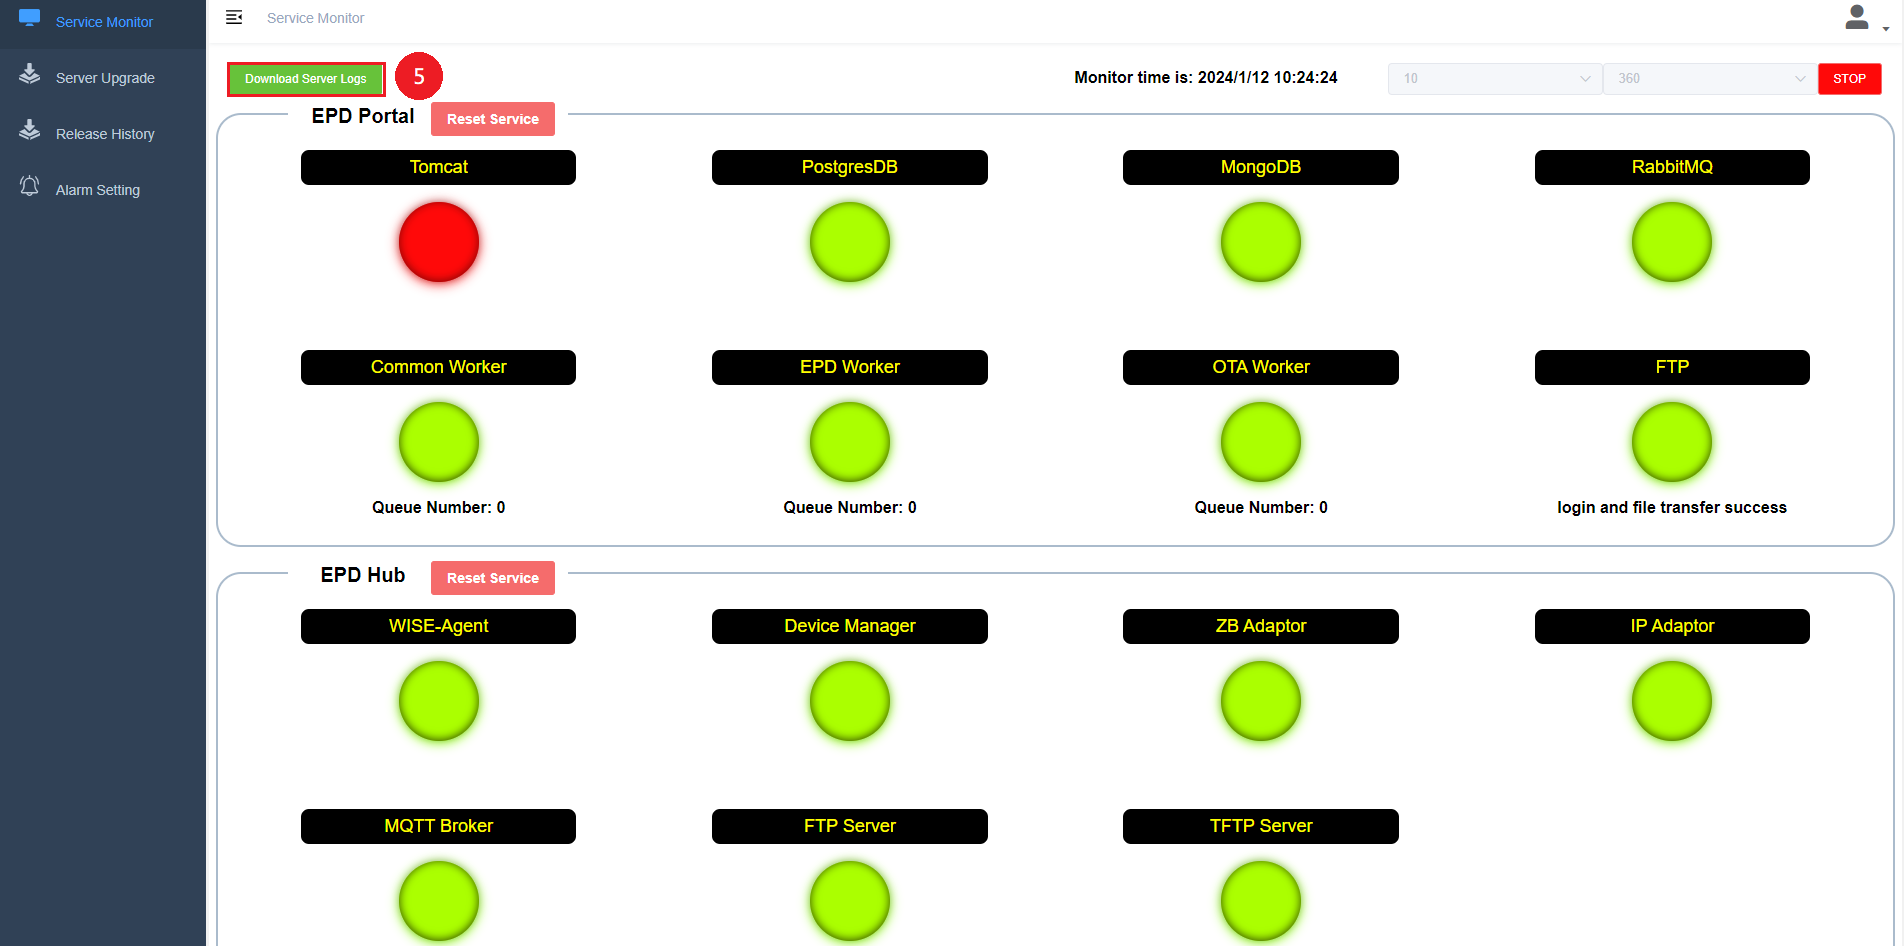 Service Monitor
Server Upgrade
Release History
Alarm Setting
Service Monitor
Download Server Logs
5
Monitor time is: 2024/1/12 10:24:24
10
360
STOP
EPD Portal
Reset Service
Tomcat
PostgresDB
MongoDB
RabbitMQ
Common Worker
EPD Worker
OTA Worker
FTP
Queue Number: 0
Queue Number: 0
Queue Number: 0
login and file transfer success
EPD Hub
Reset Service
WISE-Agent
Device Manager
ZB Adaptor
IP Adaptor
MQTT Broker
FTP Server
TFTP Server